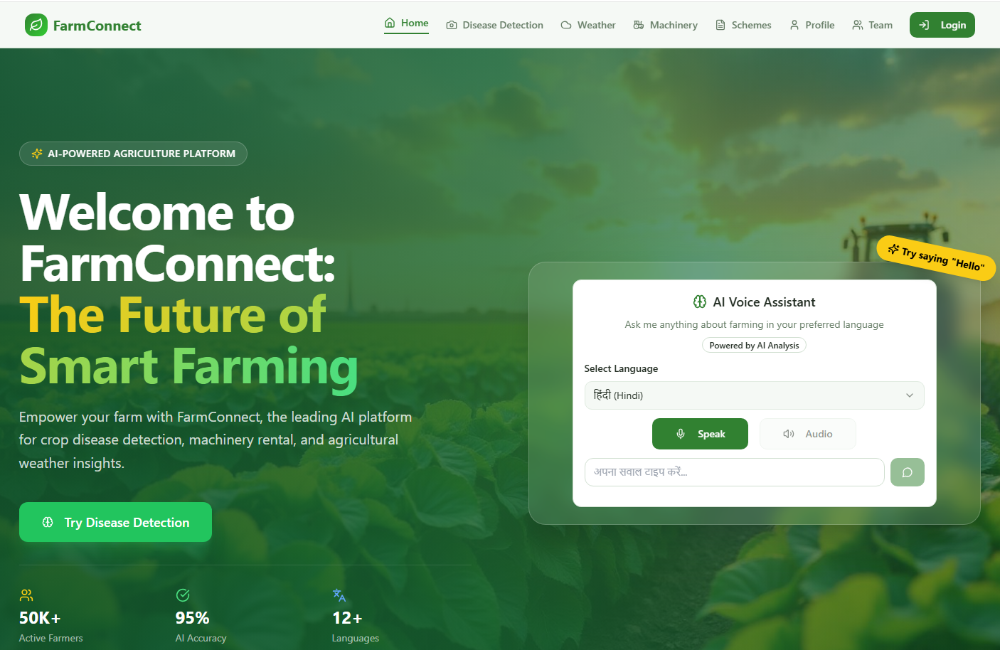 FarmConnect
Home
Disease Detection
Weather
Machinery
Schemes
Profile
Team
Login
AI-POWERED AGRICULTURE PLATFORM
Welcome to
FarmConnect:
The Future of
Smart Farming
Empower your farm with FarmConnect, the leading AI platform
for crop disease detection, machinery rental, and agricultural
weather insights.
Try Disease Detection
50K+
Active Farmers
95%
AI Accuracy
12+
Languages
Try saying "Hello"
AI Voice Assistant
Ask me anything about farming in your preferred language
Powered by AI Analysis
Select Language
हिंदी (Hindi)
Speak
Audio
अपना सवाल टाइप करें...